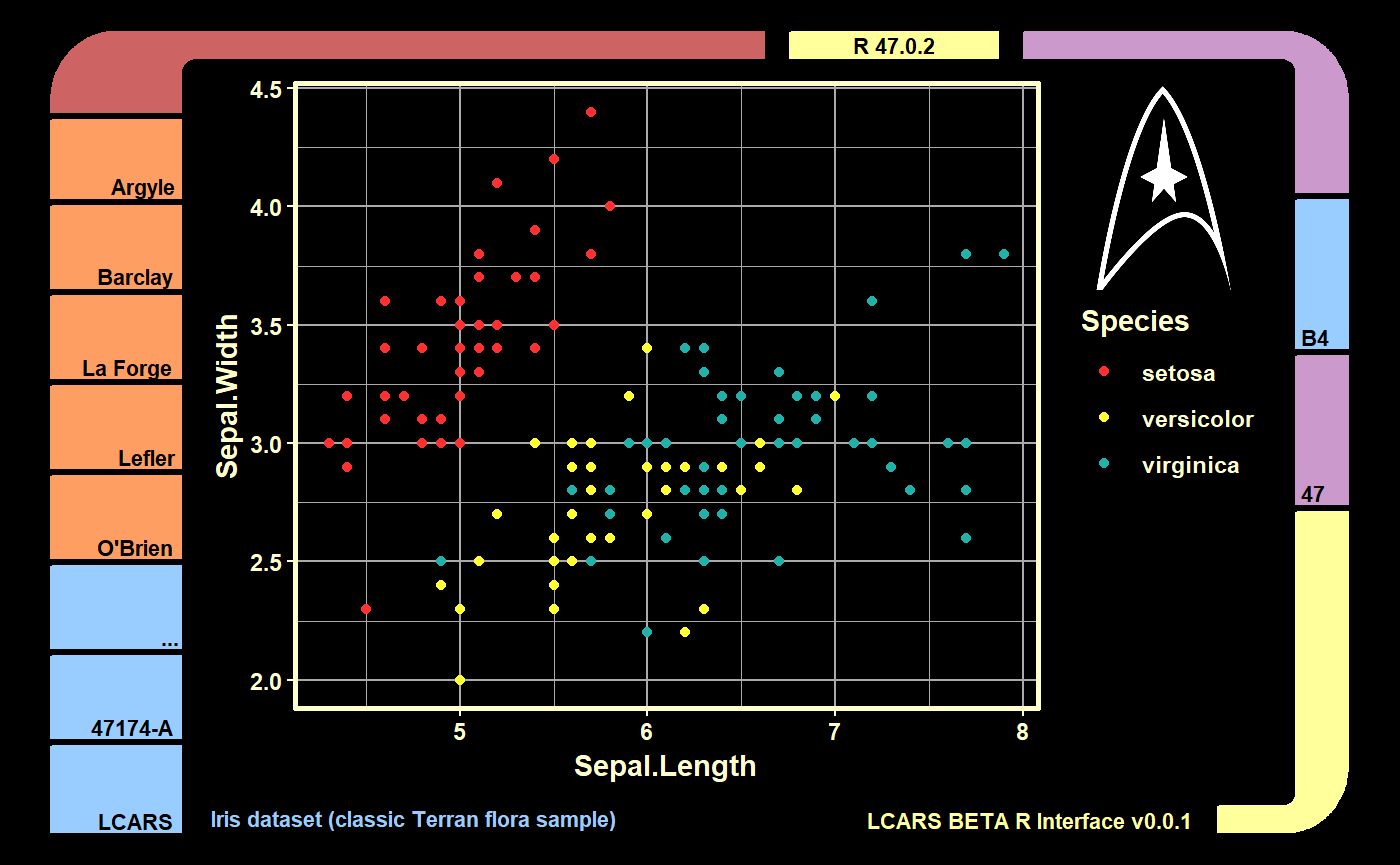 R 47.0.2
Argyle
Barclay
La Forge
Lefler
O'Brien
...
47174-A
LCARS
4.5
4.0
3.5
3.0
2.5
2.0
Sepal.Width
5 6 7 8
Sepal.Length
Species
setosa
versicolor
virginica
B4
47
Iris dataset (classic Terran flora sample)
LCARS BETA R Interface v0.0.1